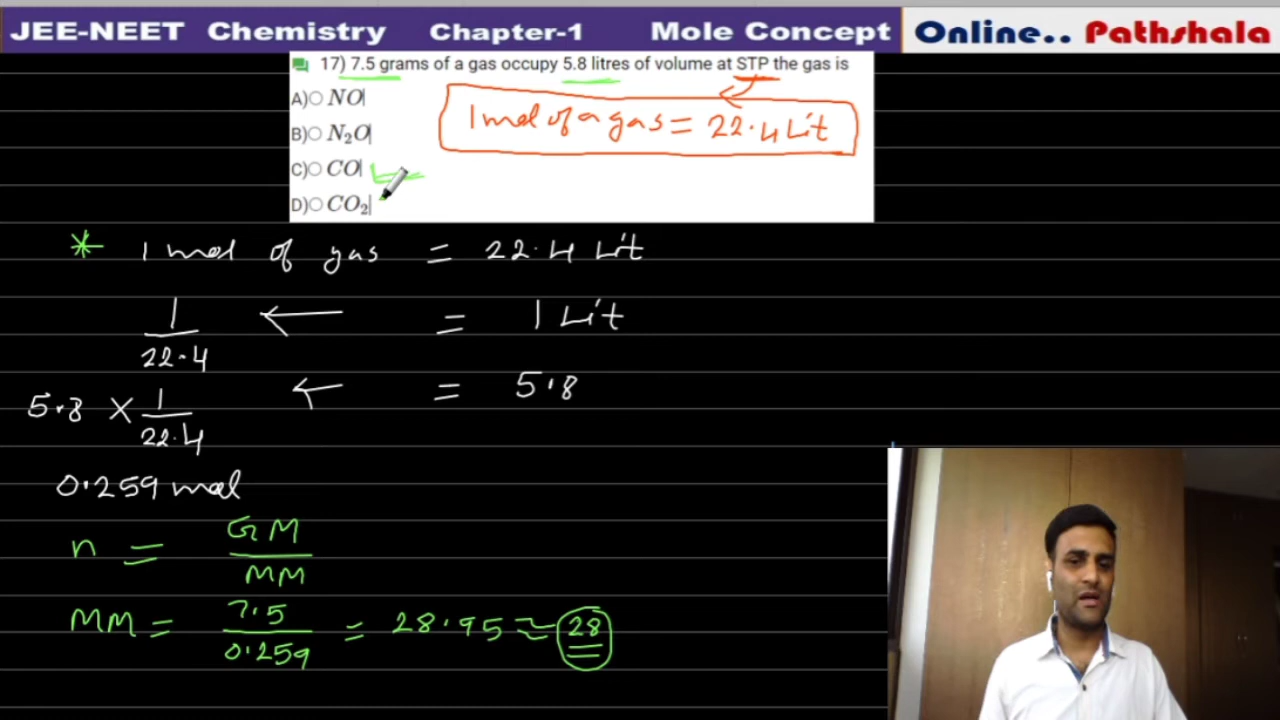 JEE-NEET Chemistry Chapter-1 Mole Concept Online.. Pathshala
17) 7.5 grams of a gas occupy 5.8 litres of volume at STP the gas is
A) NO|
B) N₂O|
C) CO|
D) CO₂|
1 mol of a gas = 22.4 Lit
* 1 mol of gas = 22.4 Lit
1/22.4 ← = 1 Lit
5.8 × 1/22.4 ← = 5.8
0.259 mol
n = GM/MM
MM = 7.5/0.259 = 28.95 ≈ 28